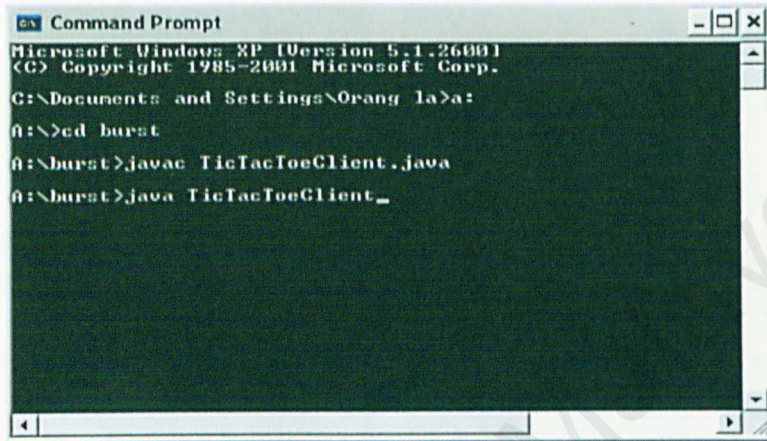 Command Prompt
Microsoft Windows XP [Version 5.1.2600]
(C) Copyright 1985-2001 Microsoft Corp.
C:\Documents and Settings\Orang la>a:
A:\>cd burst
A:\burst>javac TicTacToeClient.java
A:\burst>java TicTacToeClient_